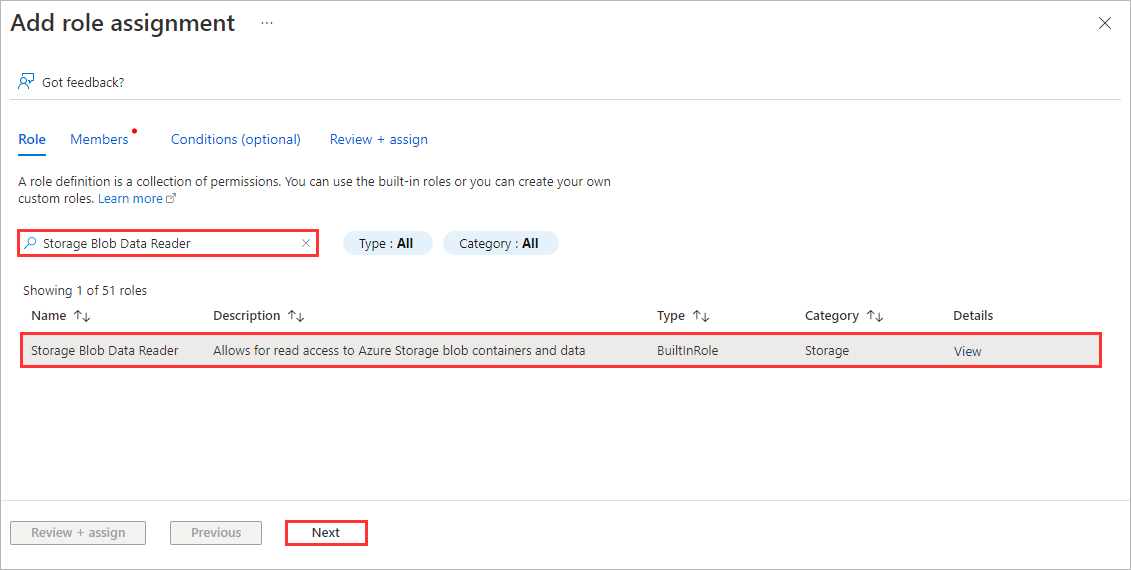 Add role assignment ...
Got feedback?
Role Members Conditions (optional) Review + assign
A role definition is a collection of permissions. You can use the built-in roles or you can create your own
custom roles. Learn more
Storage Blob Data Reader Type : All Category : All
Showing 1 of 51 roles
Name Description Type Category Details
Storage Blob Data Reader Allows for read access to Azure Storage blob containers and data BuiltInRole Storage View
Review + assign Previous Next